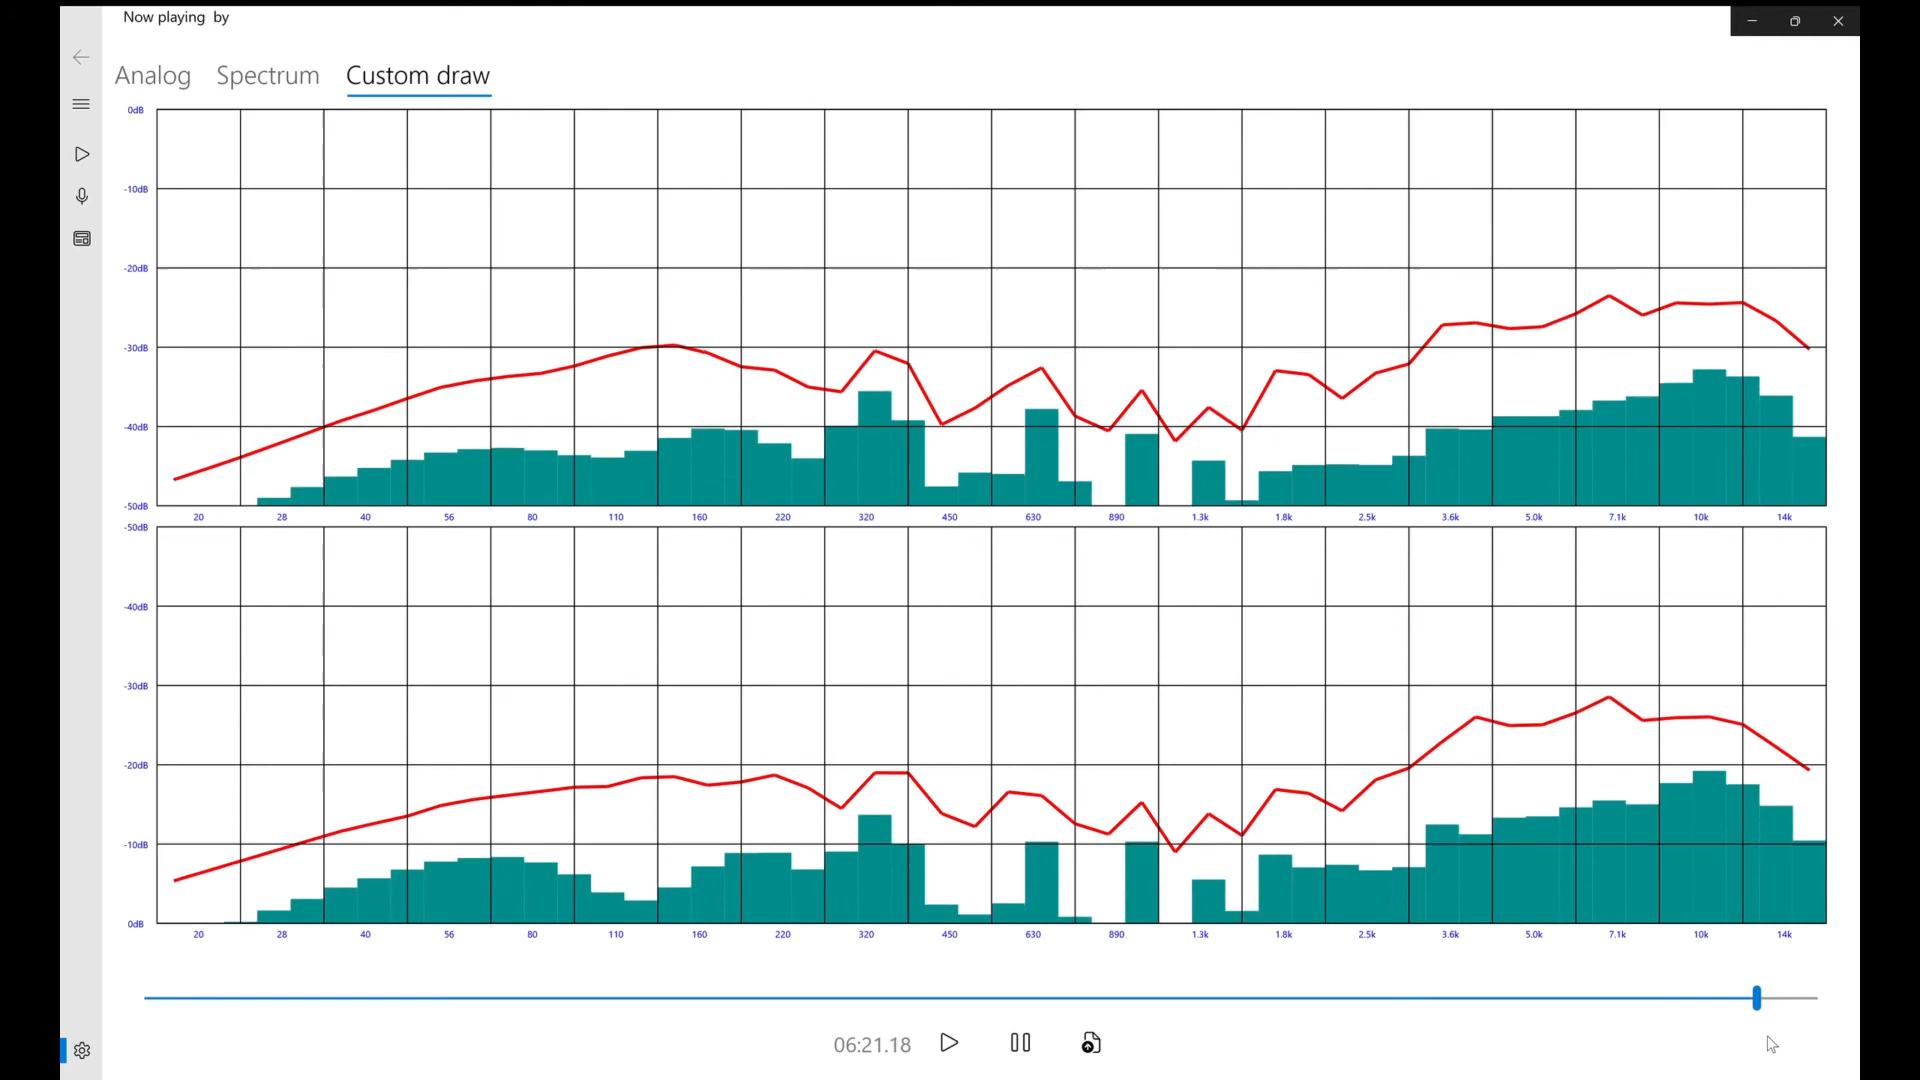 Now playing by
Analog Spectrum Custom draw
0dB
-10dB
-20dB
-30dB
-40dB
-50dB
20 28 40 56 80 110 160 220 320 450 630 890 1.3k 1.8k 2.5k 3.6k 5.0k 7.1k 10k 14k
-50dB
-40dB
-30dB
-20dB
-10dB
0dB
20 28 40 56 80 110 160 220 320 450 630 890 1.3k 1.8k 2.5k 3.6k 5.0k 7.1k 10k 14k
06:21.18